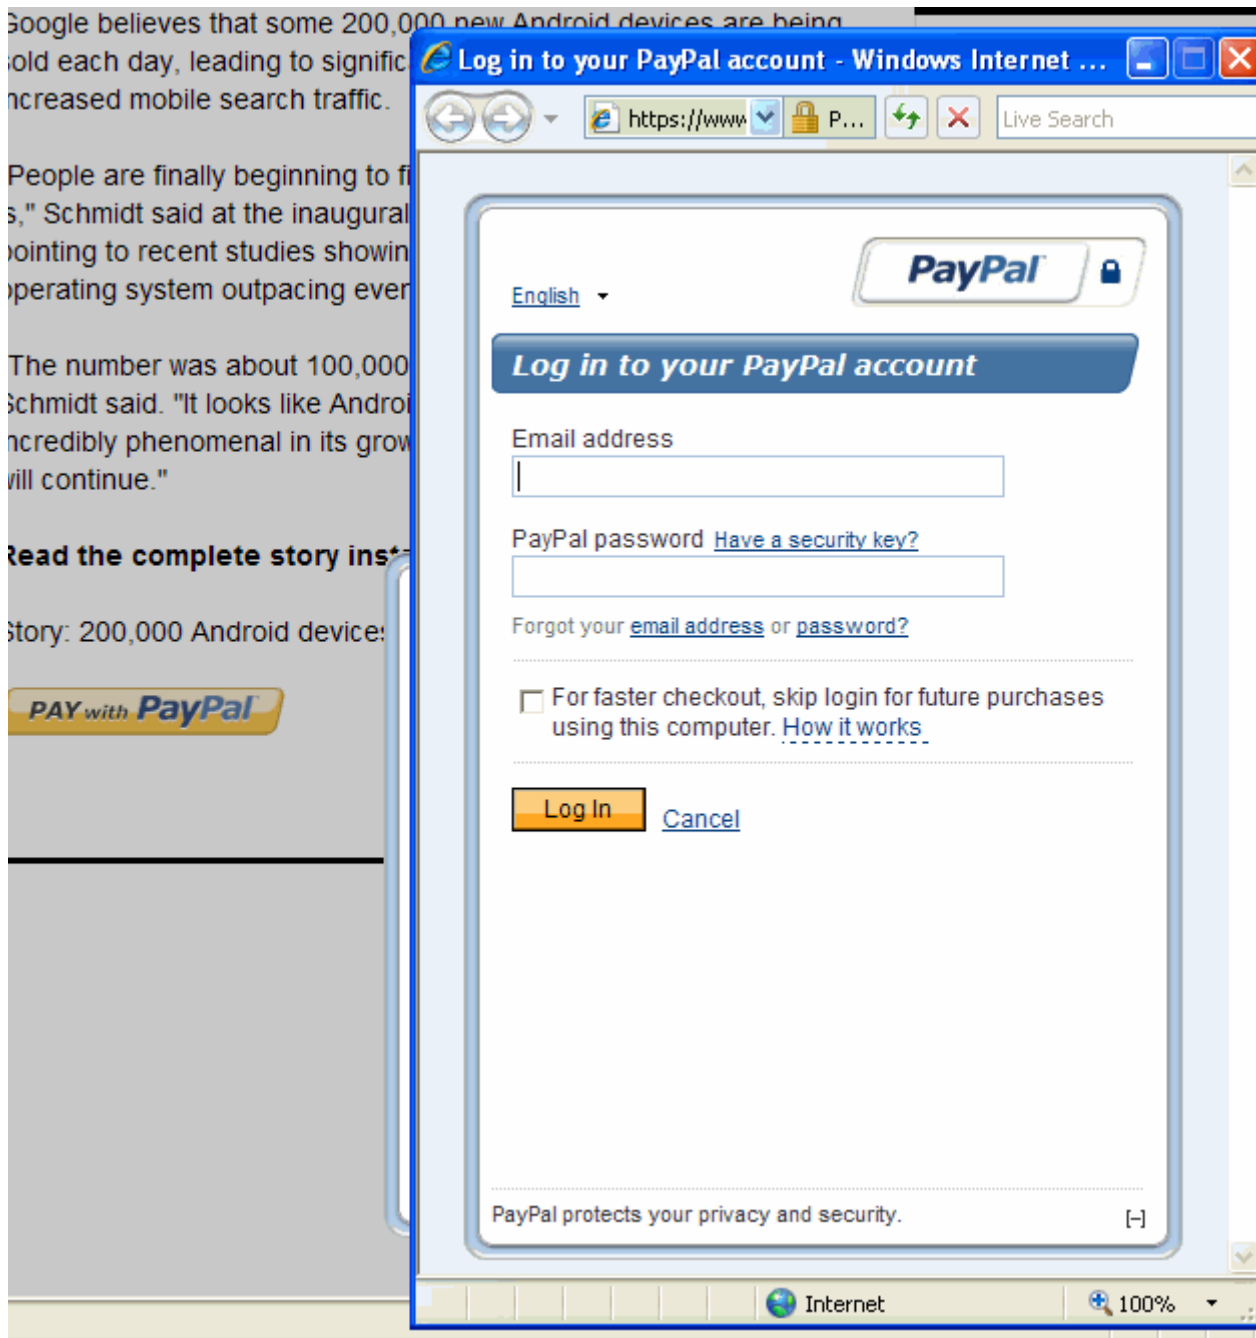 Google believes that some 200,000 new Android devices are being
sold each day, leading to signific
increased mobile search traffic.
"People are finally beginning to fi
s," Schmidt said at the inaugural
pointing to recent studies showin
operating system outpacing ever
"The number was about 100,000
Schmidt said. "It looks like Androi
incredibly phenomenal in its grow
will continue."
Read the complete story insta
Story: 200,000 Android devices
PAY with PayPal
Log in to your PayPal account - Windows Internet ...
https://www
P...
Live Search
English
PayPal
Log in to your PayPal account
Email address
PayPal password Have a security key?
Forgot your email address or password?
For faster checkout, skip login for future purchases
using this computer. How it works
Log In Cancel
PayPal protects your privacy and security. [-]
Internet 100%